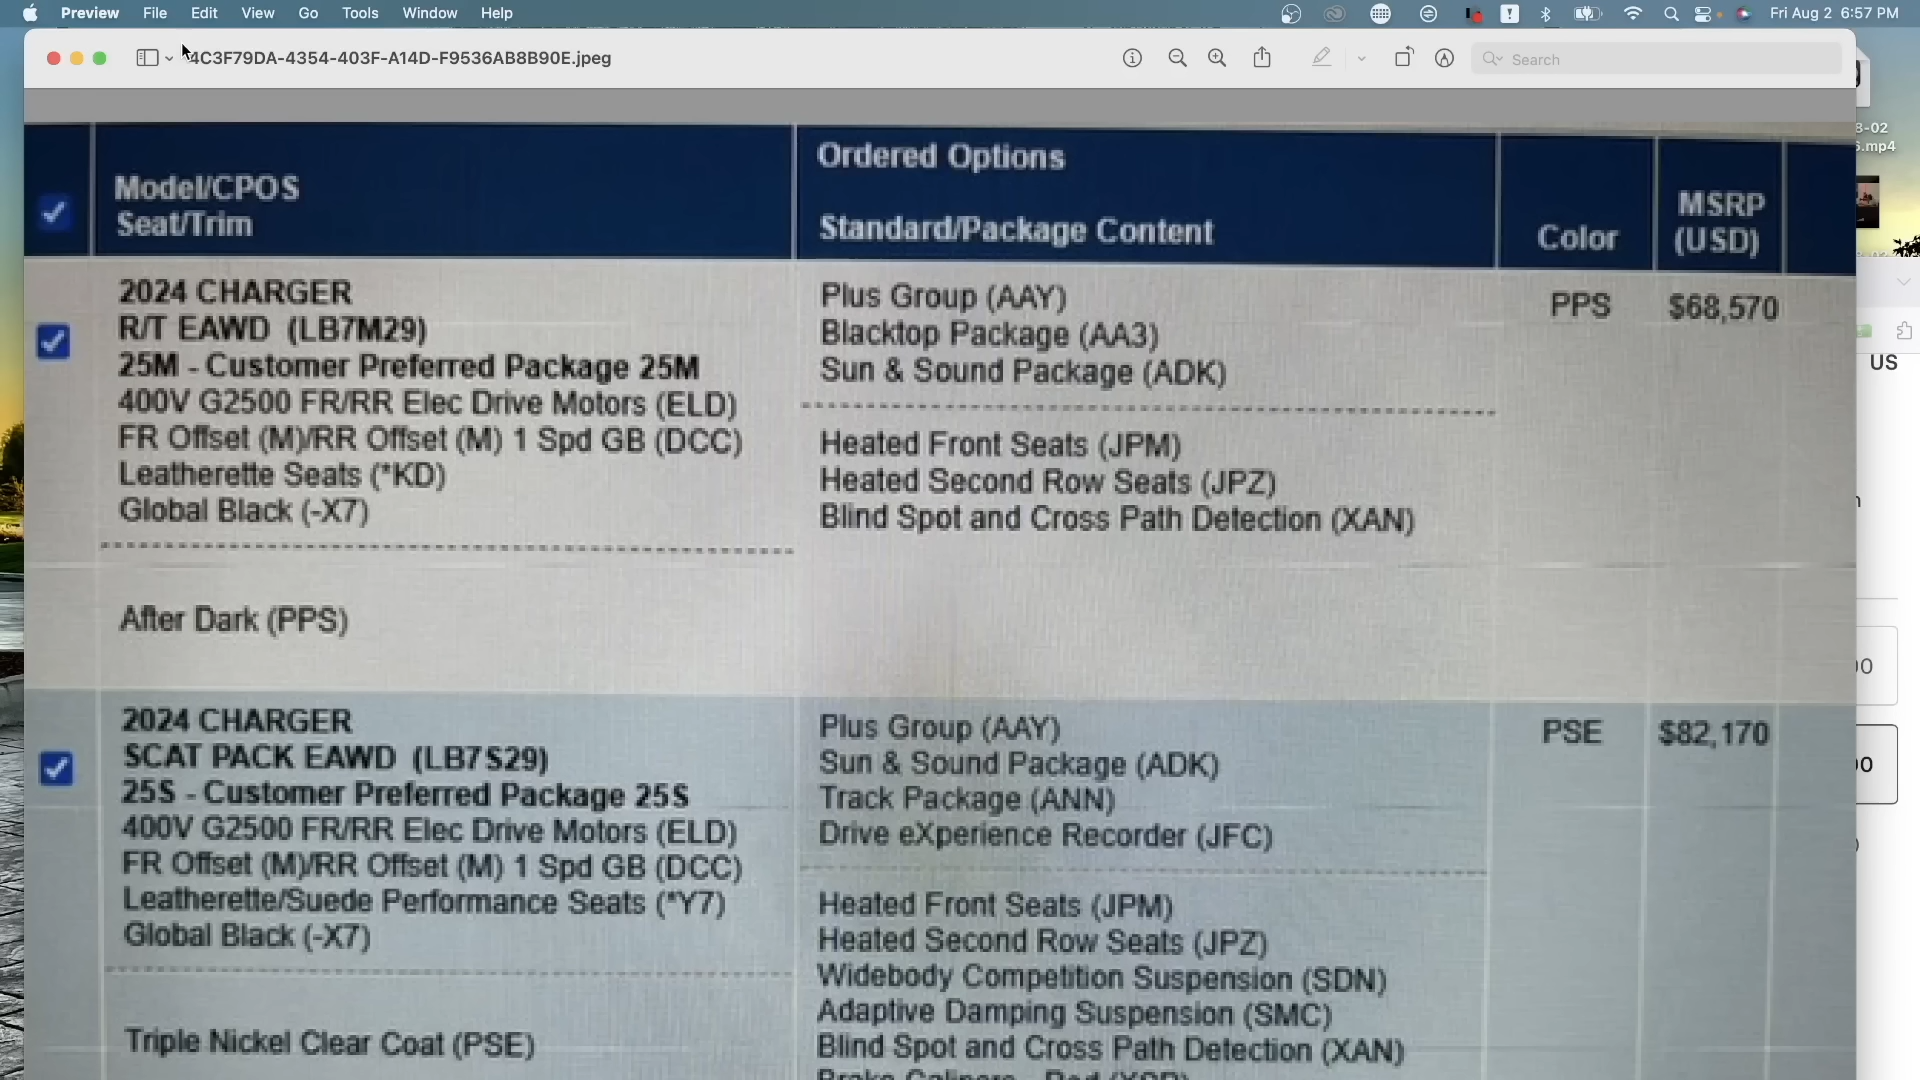 Preview File Edit View Go Tools Window Help
Fri Aug 2 6:57 PM
4C3F79DA-4354-403F-A14D-F9536AB8B90E.jpeg
Search
Model/CPOS
Seat/Trim
Ordered Options
Standard/Package Content
Color
MSRP
(USD)
2024 CHARGER
R/T EAWD (LB7M29)
25M - Customer Preferred Package 25M
400V G2500 FR/RR Elec Drive Motors (ELD)
FR Offset (M)/RR Offset (M) 1 Spd GB (DCC)
Leatherette Seats (*KD)
Global Black (-X7)
After Dark (PPS)
Plus Group (AAY)
Blacktop Package (AA3)
Sun & Sound Package (ADK)
Heated Front Seats (JPM)
Heated Second Row Seats (JPZ)
Blind Spot and Cross Path Detection (XAN)
PPS
$68,570
2024 CHARGER
SCAT PACK EAWD (LB7S29)
25S - Customer Preferred Package 25S
400V G2500 FR/RR Elec Drive Motors (ELD)
FR Offset (M)/RR Offset (M) 1 Spd GB (DCC)
Leatherette/Suede Performance Seats (*Y7)
Global Black (-X7)
Triple Nickel Clear Coat (PSE)
Plus Group (AAY)
Sun & Sound Package (ADK)
Track Package (ANN)
Drive eXperience Recorder (JFC)
Heated Front Seats (JPM)
Heated Second Row Seats (JPZ)
Widebody Competition Suspension (SDN)
Adaptive Damping Suspension (SMC)
Blind Spot and Cross Path Detection (XAN)
PSE
$82,170
8-02
.mp4
US